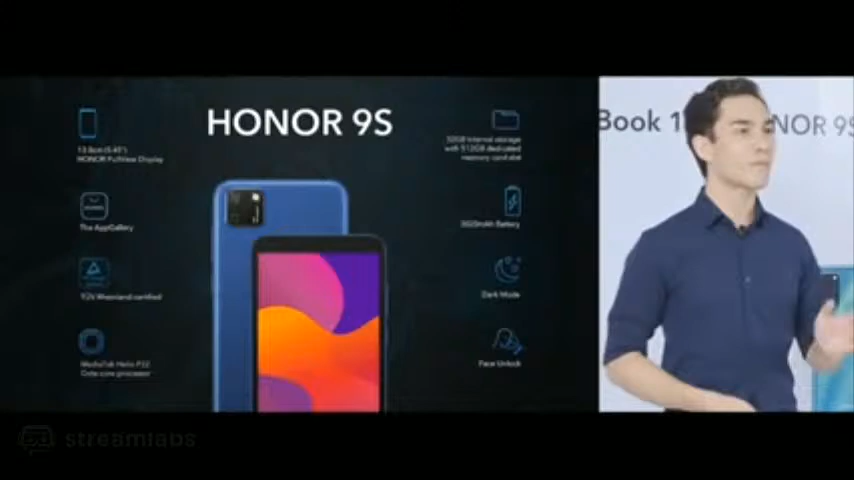 HONOR 9S
13.8cm (5.45")
HONOR FullView Display
The AppGallery
TÜV Rheinland certified
MediaTek Helio P22
Octa-core processor
32GB internal storage
with 512GB dedicated
memory card slot
3020mAh Battery
Dark Mode
Face Unlock
Book 1
NOR 9S
streamlabs